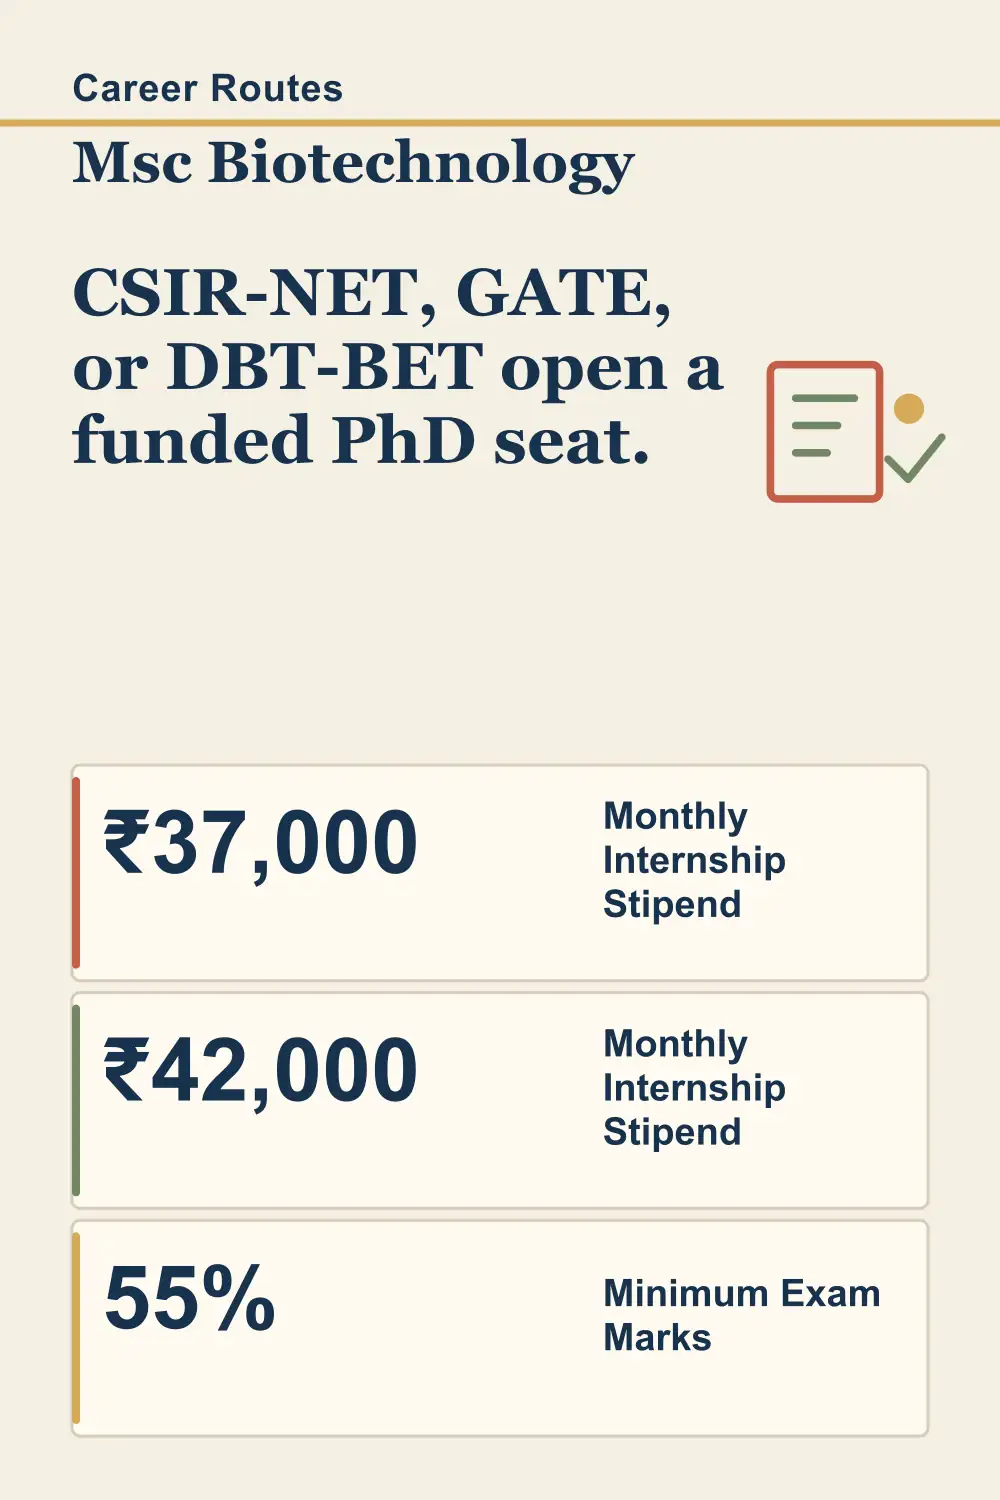 Career Routes
Msc Biotechnology
CSIR-NET, GATE,
or DBT-BET open a
funded PhD seat.
₹37,000
Monthly
Internship
Stipend
₹42,000
Monthly
Internship
Stipend
55%
Minimum Exam
Marks